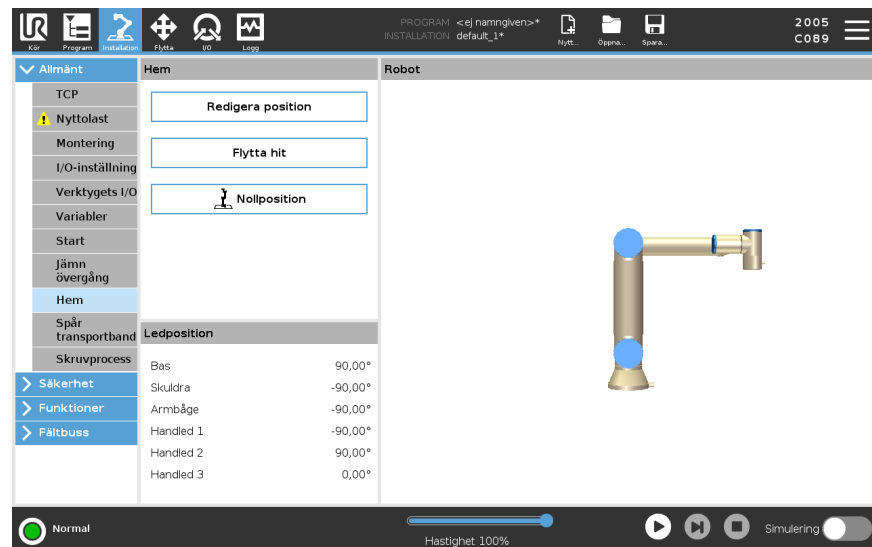 UR
Kör
Program
Installation
Flytta
I/O
Logg
PROGRAM <ej namngiven>*
INSTALLATION default_1*
Nytt...
Öppna...
Spara...
2005
C089
Allmänt
TCP
Nyttolast
Montering
I/O-inställning
Verktygets I/O
Variabler
Start
Jämn
övergång
Hem
Spår
transportband
Skruvprocess
Säkerhet
Funktioner
Fältbuss
Hem
Redigera position
Flytta hit
Nollposition
Ledposition
Bas 90,00°
Skuldra -90,00°
Armbåge -90,00°
Handled 1 -90,00°
Handled 2 90,00°
Handled 3 0,00°
Robot
Normal
Hastighet 100%
Simulering